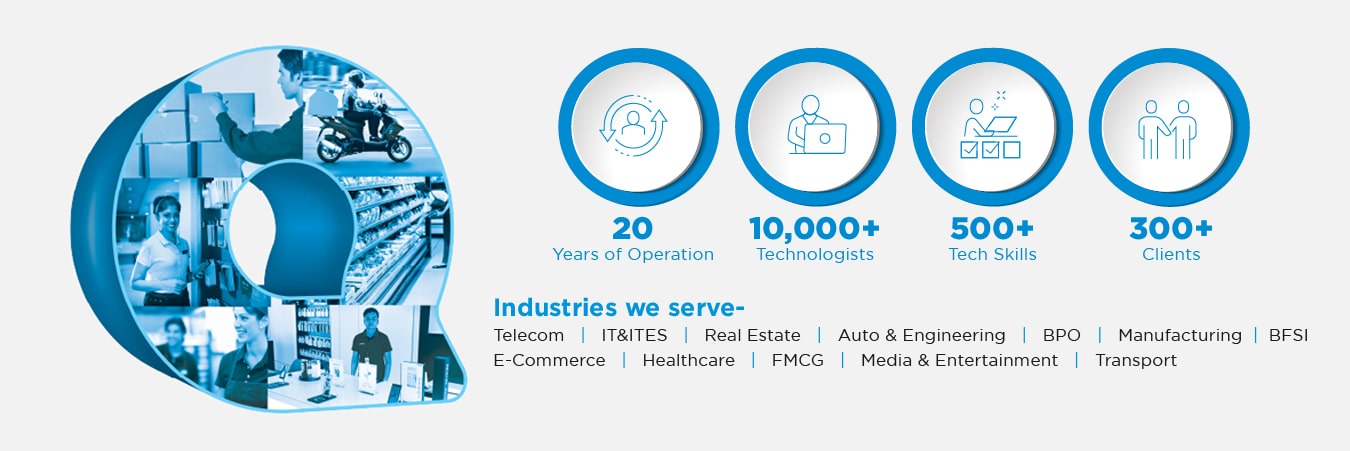 20
Years of Operation
10,000+
Technologists
500+
Tech Skills
300+
Clients
Industries we serve-
Telecom | IT&ITES | Real Estate | Auto & Engineering | BPO | Manufacturing | BFSI
E-Commerce | Healthcare | FMCG | Media & Entertainment | Transport